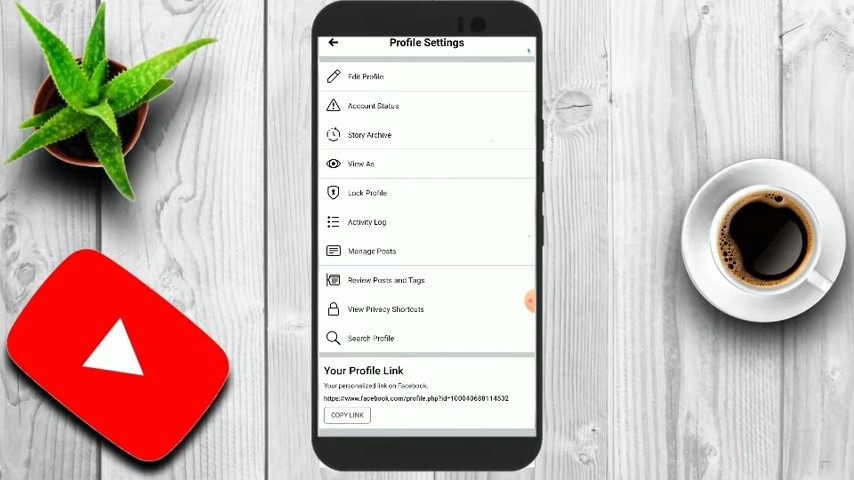 Profile Settings
Edit Profile
Account Status
Story Archive
View As
Lock Profile
Activity Log
Manage Posts
Review Posts and Tags
View Privacy Shortcuts
Search Profile
Your Profile Link
Your personalized link on Facebook.
https://www.facebook.com/profile.php?id=100040688114532
COPY LINK